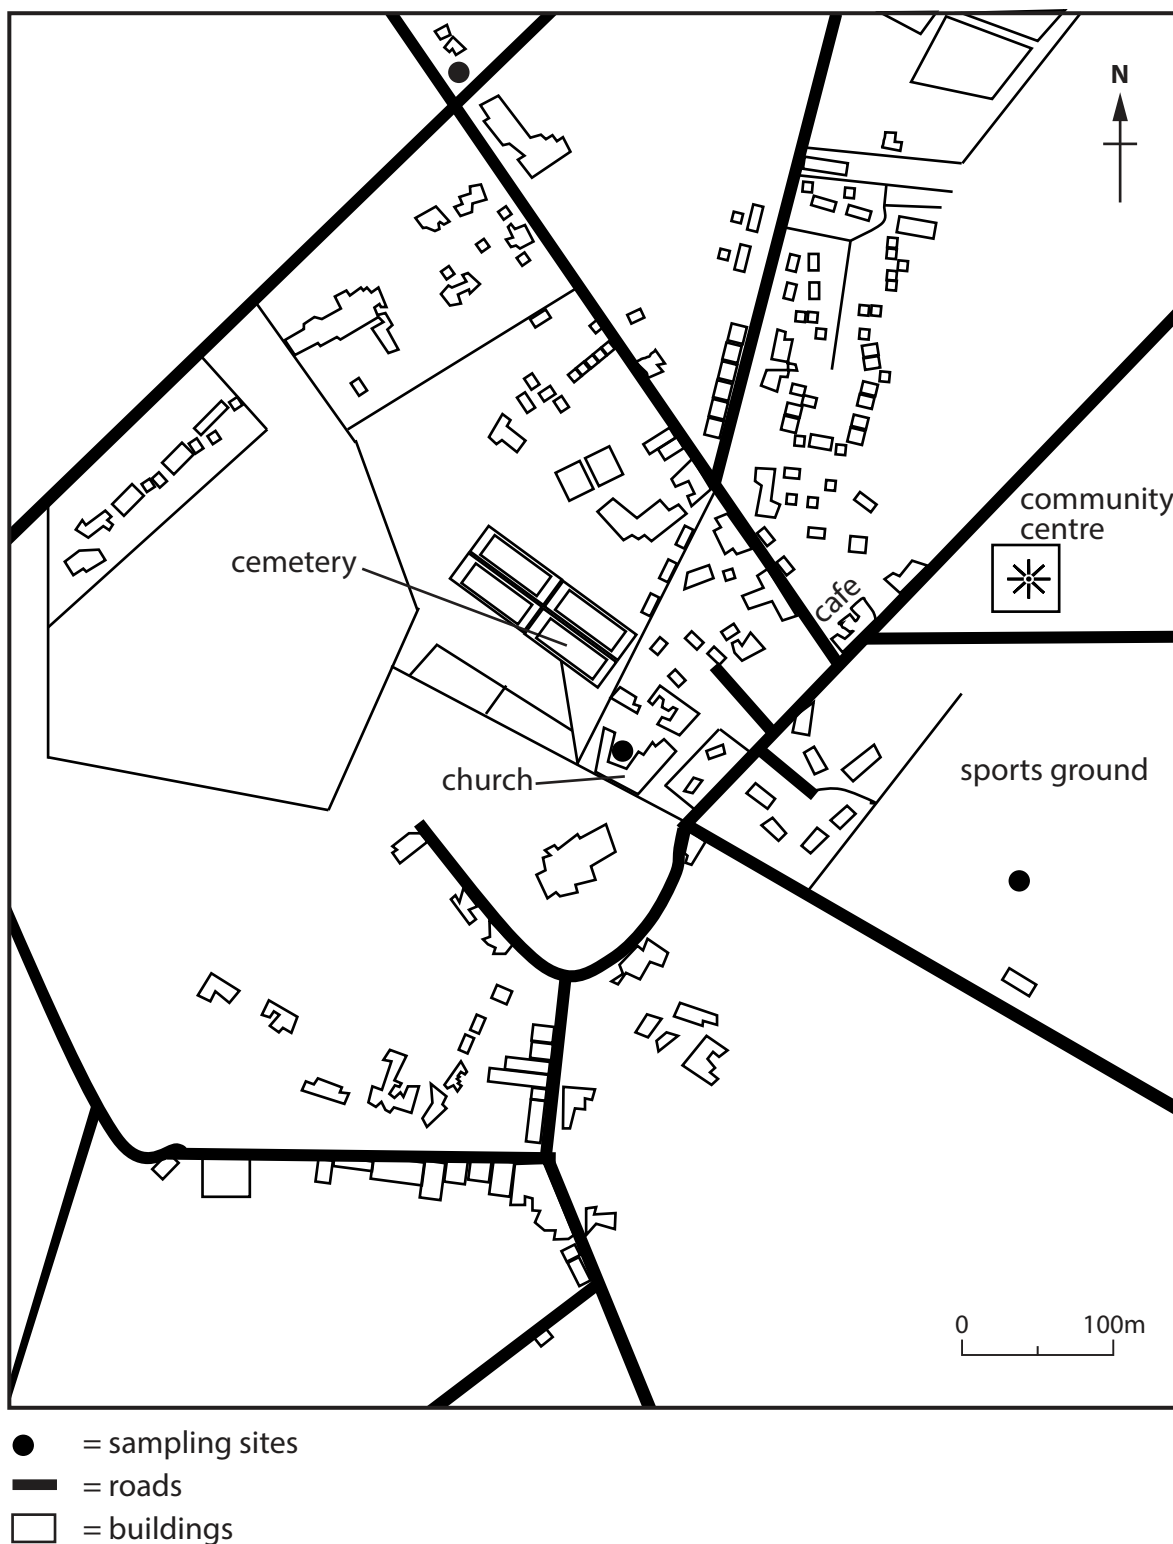 N
community
centre
cemetery
cafe
church
sports ground
0 100m
= sampling sites
= roads
= buildings